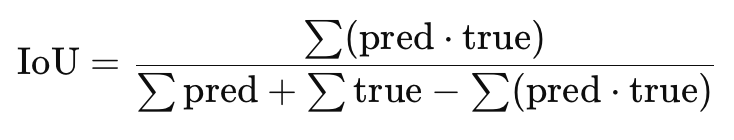 IoU = ∑(pred · true) / (∑ pred + ∑ true − ∑(pred · true))